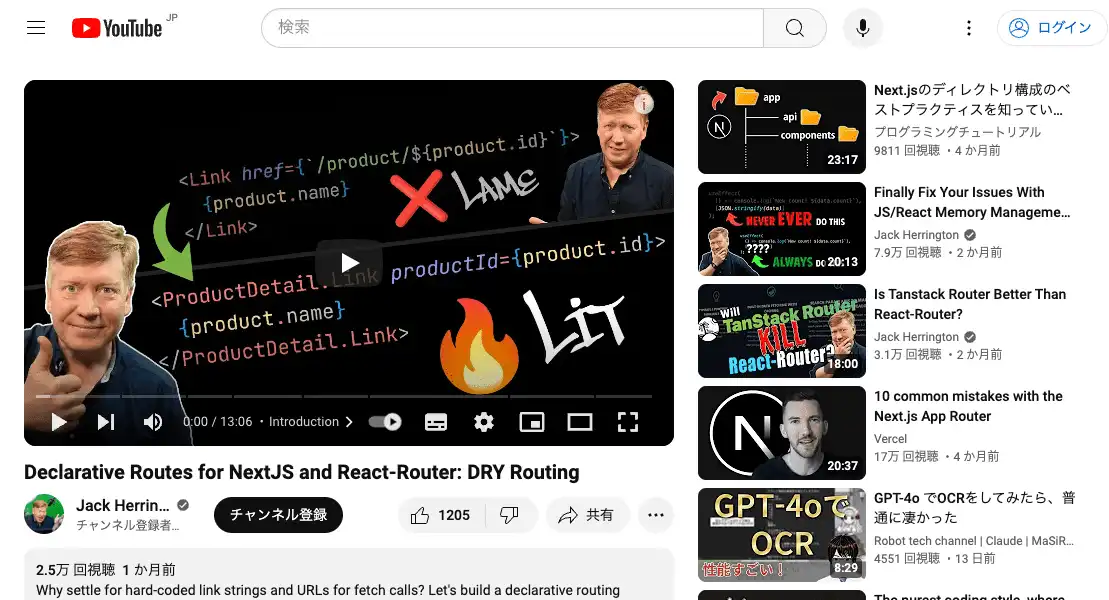 YouTube JP
検索
ログイン
<Link href={`/product/${product.id}`}>
{product.name}
</Link>
LAME
<ProductDetail.Link productId={product.id}>
{product.name}
</ProductDetail.Link>
LIT
0:00 / 13:06 • Introduction
Declarative Routes for NextJS and React-Router: DRY Routing
Jack Herrin...
チャンネル登録者...
チャンネル登録
1205
共有
2.5万 回視聴 1 か月前
Why settle for hard-coded link strings and URLs for fetch calls? Let's build a declarative routing
app
api
components
N
23:17
Next.jsのディレクトリ構成のベ
ストプラクティスを知ってい...
プログラミングチュートリアル
9811 回視聴 • 4 か月前
NEVER EVER DO THIS
????
ALWAYS DO
20:13
Finally Fix Your Issues With
JS/React Memory Manageme...
Jack Herrington
7.9万 回視聴 • 2 か月前
Will
TanStack Router
KILL
React-Router?
18:00
Is Tanstack Router Better Than
React-Router?
Jack Herrington
3.1万 回視聴 • 2 か月前
N
20:37
10 common mistakes with the
Next.js App Router
Vercel
17万 回視聴 • 4 か月前
GPT-4oで
OCR
性能すごい！
8:29
GPT-4o でOCRをしてみたら、普
通に凄かった
Robot tech channel | Claude | MaSiR...
4551 回視聴 • 13 日前
The purest coding style, where